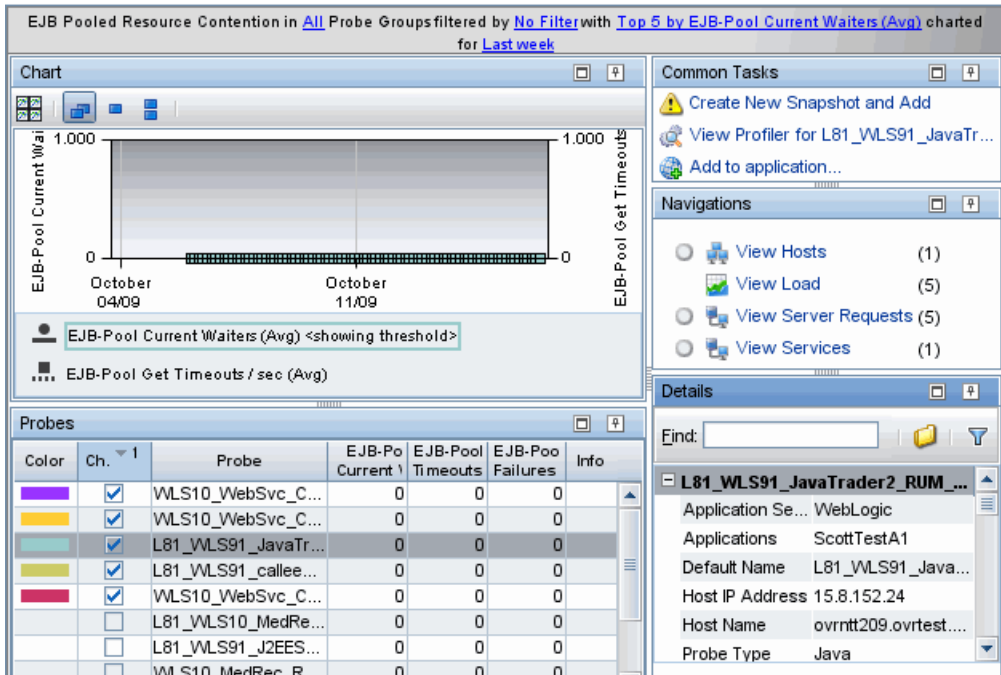 EJB Pooled Resource Contention in All Probe Groups filtered by No Filter with Top 5 by EJB-Pool Current Waiters (Avg) charted
for Last week
Chart
1.000
1.000
0
0
EJB-Pool Current Wai
EJB-Pool Get Timeouts
October
04/09
October
11/09
EJB-Pool Current Waiters (Avg) <showing threshold>
EJB-Pool Get Timeouts / sec (Avg)
Probes
Color Ch. 1 Probe EJB-Po Current EJB-Pool Timeouts EJB-Poo Failures Info
WLS10_WebSvc_C... 0 0 0
WLS10_WebSvc_C... 0 0 0
L81_WLS91_JavaTr... 0 0 0
L81_WLS91_callee... 0 0 0
WLS10_WebSvc_C... 0 0 0
L81_WLS10_MedRe... 0 0 0
L81_WLS91_J2EES... 0 0 0
WLS10_MedRec_R 0 0 0
Common Tasks
Create New Snapshot and Add
View Profiler for L81_WLS91_JavaTr...
Add to application...
Navigations
View Hosts (1)
View Load (5)
View Server Requests (5)
View Services (1)
Details
Find:
L81_WLS91_JavaTrader2_RUM_...
Application Se... WebLogic
Applications ScottTestA1
Default Name L81_WLS91_Java...
Host IP Address 15.8.152.24
Host Name ovrntt209.ovrtest....
Probe Type Java